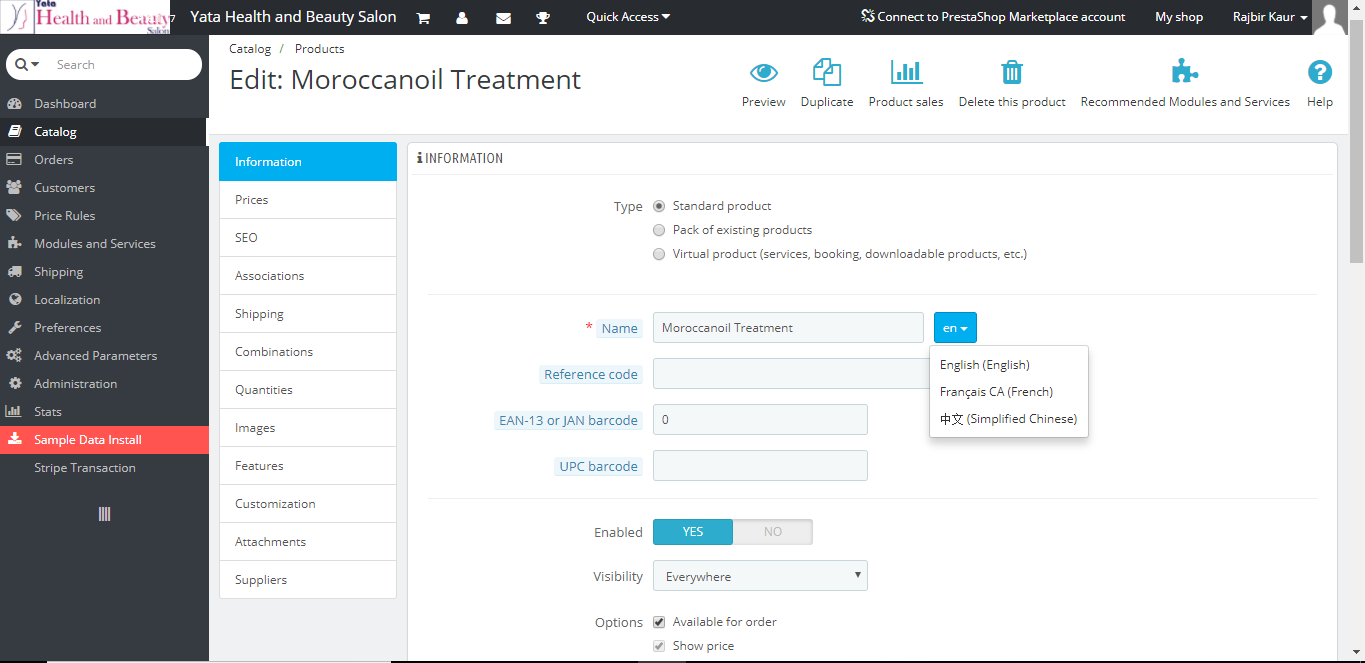 Yata
Health and Beauty
Salon
Yata Health and Beauty Salon
Quick Access
Connect to PrestaShop Marketplace account
My shop
Rajbir Kaur
Search
Dashboard
Catalog
Orders
Customers
Price Rules
Modules and Services
Shipping
Localization
Preferences
Advanced Parameters
Administration
Stats
Sample Data Install
Stripe Transaction
Catalog / Products
Edit: Moroccanoil Treatment
Preview
Duplicate
Product sales
Delete this product
Recommended Modules and Services
Help
Information
Prices
SEO
Associations
Shipping
Combinations
Quantities
Images
Features
Customization
Attachments
Suppliers
INFORMATION
Type
Standard product
Pack of existing products
Virtual product (services, booking, downloadable products, etc.)
* Name
Moroccanoil Treatment
en
English (English)
Français CA (French)
中文 (Simplified Chinese)
Reference code
EAN-13 or JAN barcode
0
UPC barcode
Enabled
YES
NO
Visibility
Everywhere
Options
Available for order
Show price